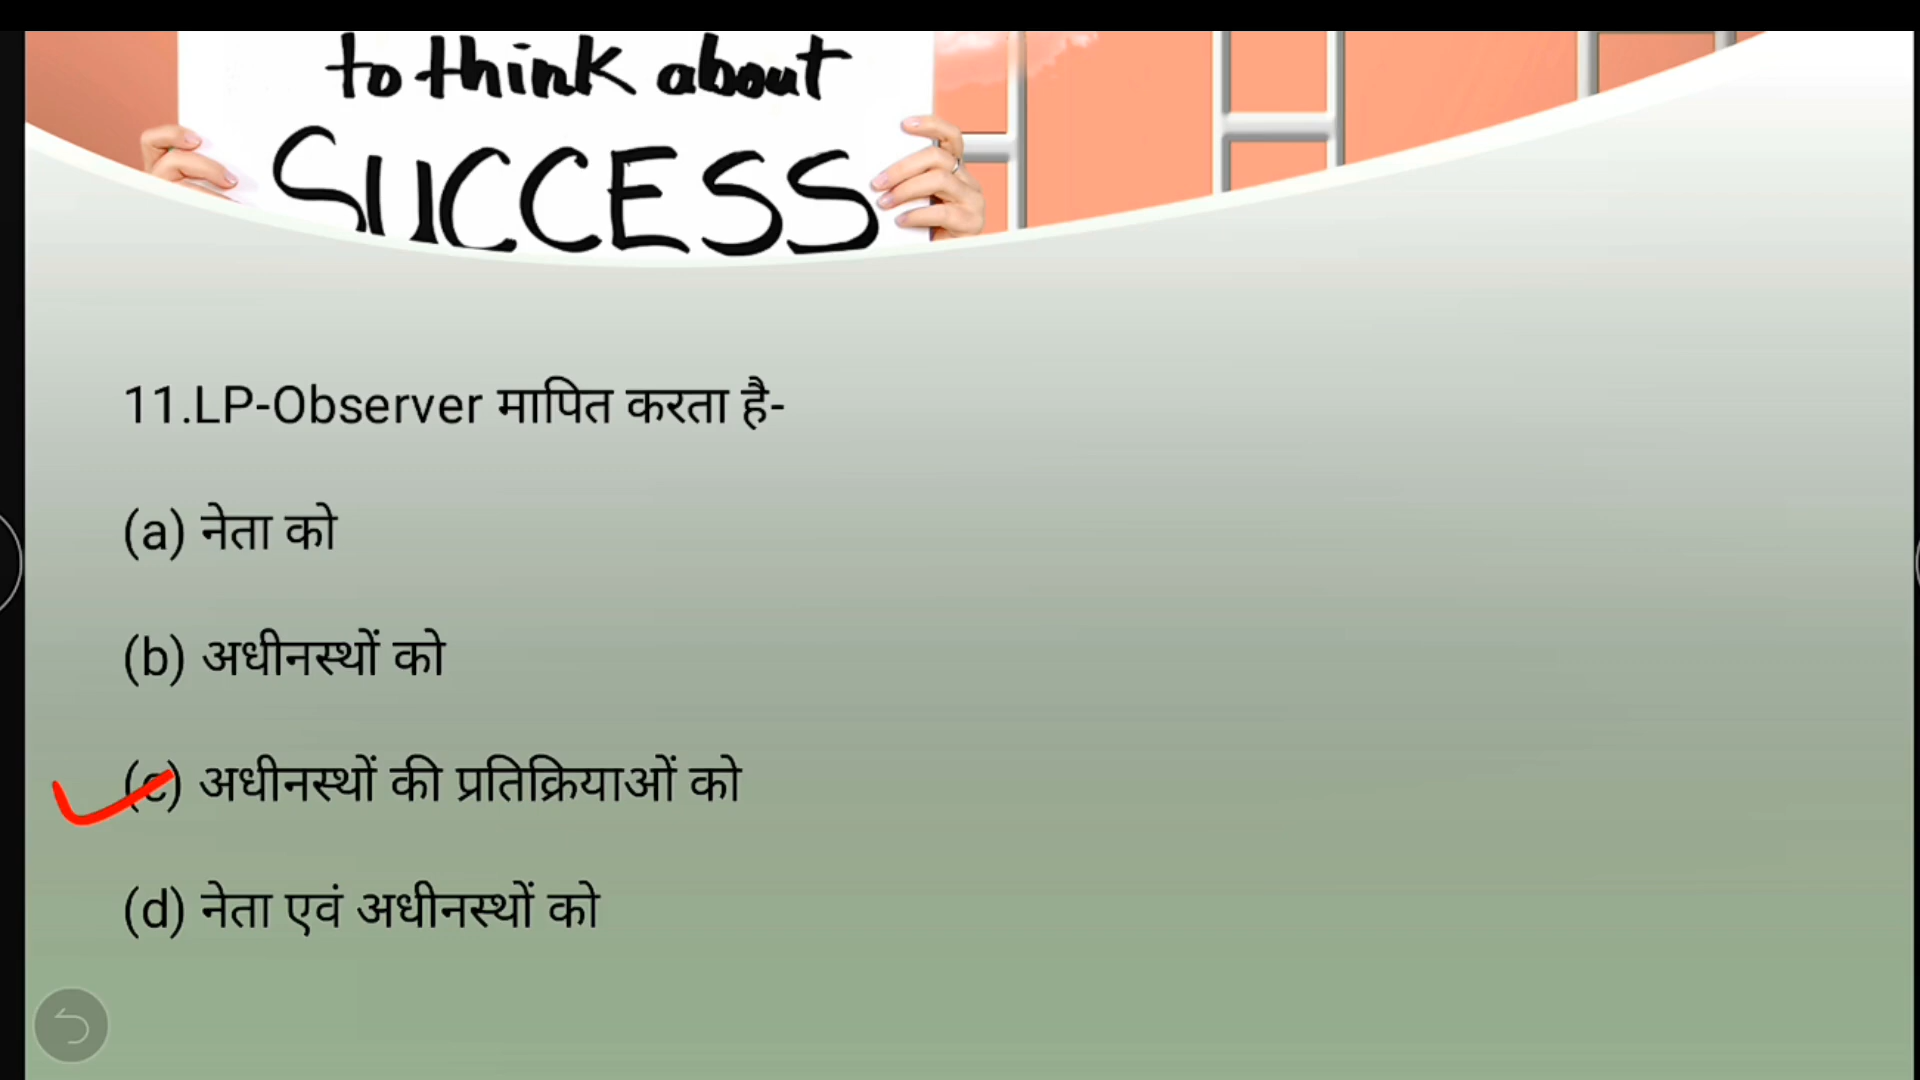 to think about
SUCCESS
11.LP-Observer मापित करता है-
(a) नेता को
(b) अधीनस्थों को
(c) अधीनस्थों की प्रतिक्रियाओं को
(d) नेता एवं अधीनस्थों को